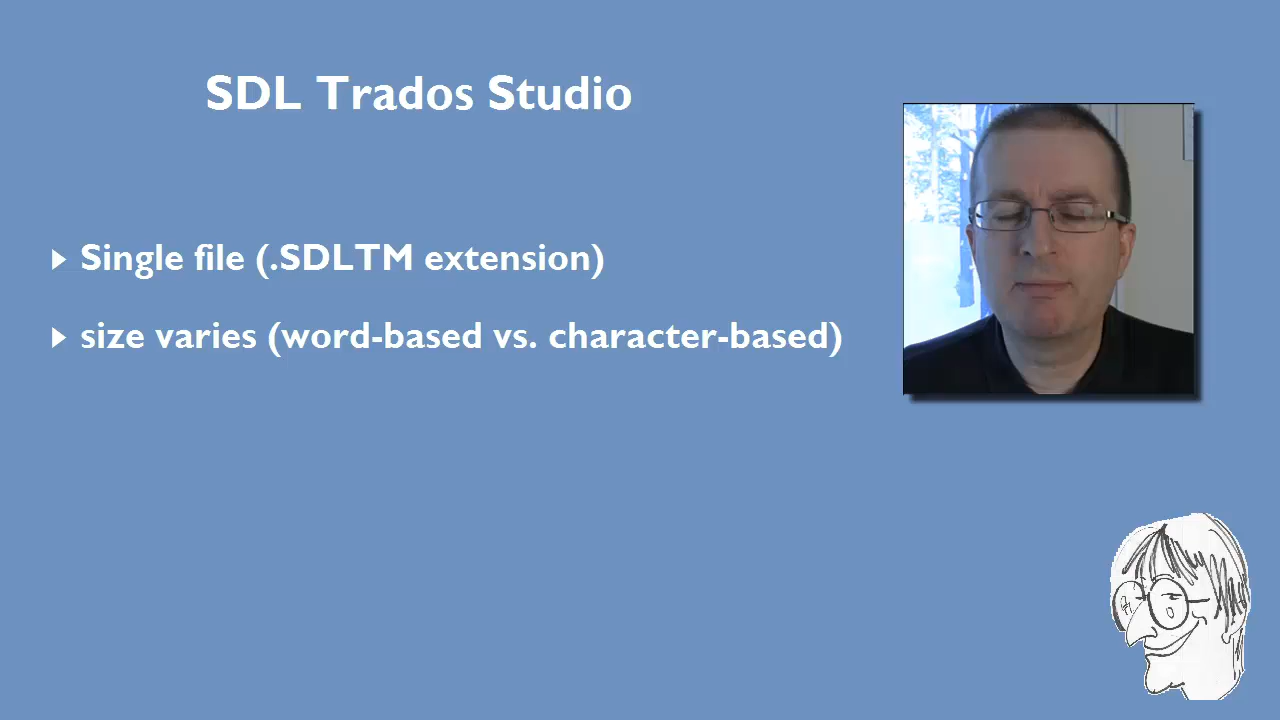 SDL Trados Studio
Single file (.SDLTM extension)
size varies (word-based vs. character-based)